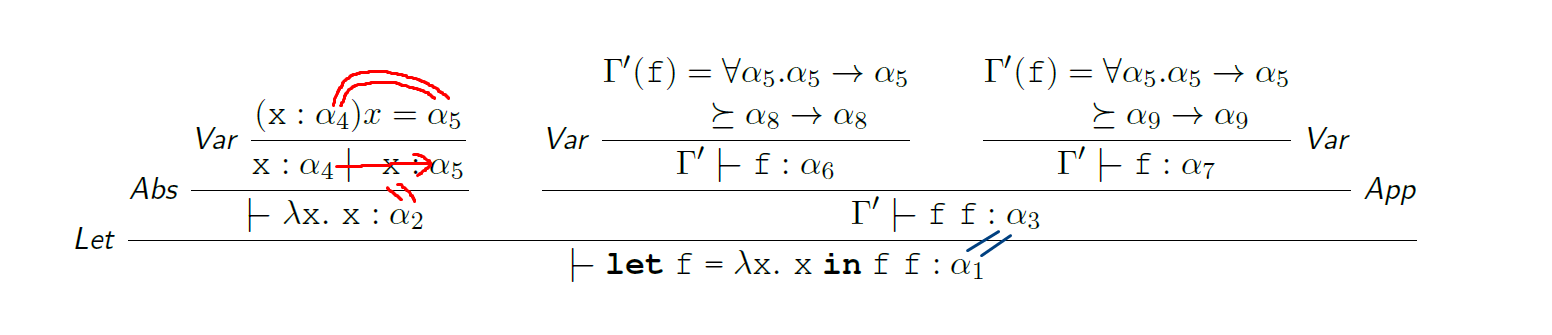 Γ′(f) = ∀α₅.α₅ → α₅ Γ′(f) = ∀α₅.α₅ → α₅
(x : α₄)x = α₅ ⪰ α₈ → α₈ ⪰ α₉ → α₉
Var Var Var
x : α₄ ⊢ x : α₅ Γ′ ⊢ f : α₆ Γ′ ⊢ f : α₇
Abs App
⊢ λx. x : α₂ Γ′ ⊢ f f : α₃
Let
⊢ let f = λx. x in f f : α₁